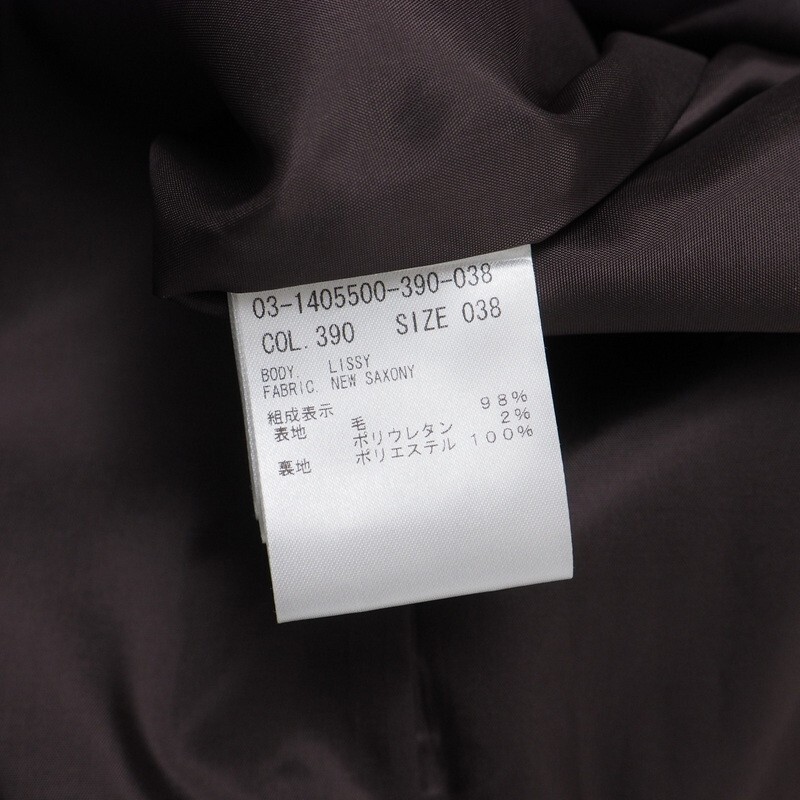 03-1405500-390-038
COL. 390 SIZE 038
BODY. LISSY
FABRIC. NEW SAXONY
組成表示
表地 毛 98%
ポリウレタン 2%
裏地 ポリエステル 100%